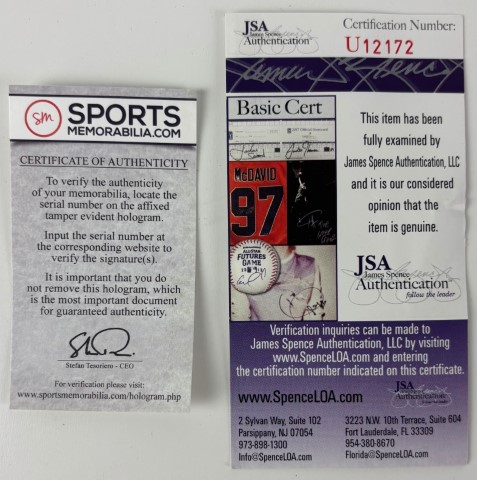 sm SPORTS
MEMORABILIA.COM
CERTIFICATE OF AUTHENTICITY
To verify the authenticity
of your memorabilia, locate the
serial number on the affixed
tamper evident hologram.
Input the serial number at
the corresponding website to
verify the signature(s).
It is important that you do
not remove this hologram, which
is the most important document
for guaranteed authenticity.
Stefan Tesoriero - CEO
For verification please visit:
www.sportsmemorabilia.com/hologram.php
JSA
James Spence
Authentication
Certification Number:
U12172
James Spence
Basic Cert
McDAVID
97
ALL★STAR
FUTURES
GAME
This item has been
fully examined by
James Spence Authentication, LLC
and it is our considered
opinion that the
item is genuine.
JSA
James Spence
Authentication
follow the leader
Verification inquiries can be made to
James Spence Authentication, LLC by visiting
www.SpenceLOA.com and entering
the certification number indicated on this certificate.
www.SpenceLOA.com
JSA
James Spence
Authentication
2 Sylvan Way, Suite 102
Parsippany, NJ 07054
973-898-1300
Info@SpenceLOA.com
3223 N.W. 10th Terrace, Suite 604
Fort Lauderdale, FL 33309
954-380-8670
Florida@SpenceLOA.com